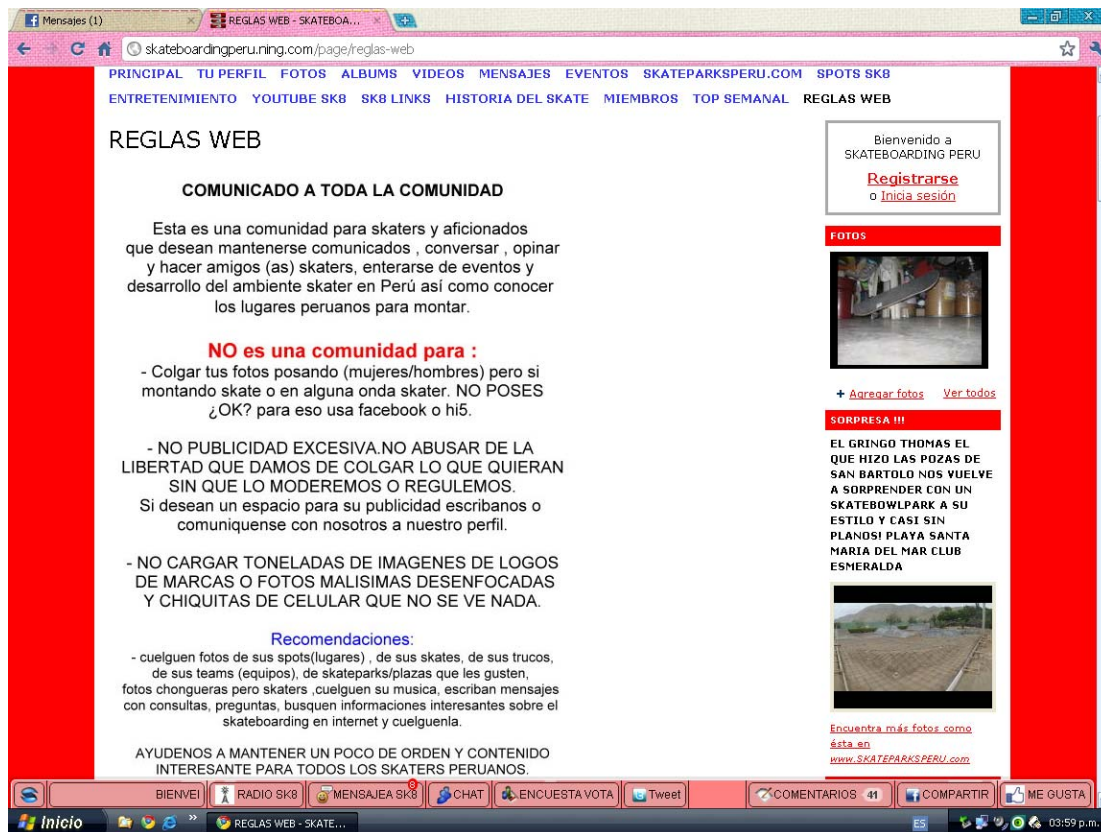 Mensajes (1)
REGLAS WEB - SKATEBOA...
skateboardingperu.ning.com/page/reglas-web
PRINCIPAL TU PERFIL FOTOS ALBUMS VIDEOS MENSAJES EVENTOS SKATEPARKSPERU.COM SPOTS SK8
ENTRETENIMIENTO YOUTUBE SK8 SK8 LINKS HISTORIA DEL SKATE MIEMBROS TOP SEMANAL REGLAS WEB
REGLAS WEB
COMUNICADO A TODA LA COMUNIDAD
Esta es una comunidad para skaters y aficionados
que desean mantenerse comunicados , conversar , opinar
y hacer amigos (as) skaters, enterarse de eventos y
desarrollo del ambiente skater en Perú así como conocer
los lugares peruanos para montar.
NO es una comunidad para :
- Colgar tus fotos posando (mujeres/hombres) pero si
montando skate o en alguna onda skater. NO POSES
¿OK? para eso usa facebook o hi5.
- NO PUBLICIDAD EXCESIVA.NO ABUSAR DE LA
LIBERTAD QUE DAMOS DE COLGAR LO QUE QUIERAN
SIN QUE LO MODEREMOS O REGULEMOS.
Si desean un espacio para su publicidad escribanos o
comuniquense con nosotros a nuestro perfil.
- NO CARGAR TONELADAS DE IMAGENES DE LOGOS
DE MARCAS O FOTOS MALISIMAS DESENFOCADAS
Y CHIQUITAS DE CELULAR QUE NO SE VE NADA.
Recomendaciones:
- cuelguen fotos de sus spots(lugares) , de sus skates, de sus trucos,
de sus teams (equipos), de skateparks/plazas que les gusten,
fotos chongueras pero skaters ,cuelguen su musica, escriban mensajes
con consultas, preguntas, busquen informaciones interesantes sobre el
skateboarding en internet y cuelguenla.
AYUDENOS A MANTENER UN POCO DE ORDEN Y CONTENIDO
INTERESANTE PARA TODOS LOS SKATERS PERUANOS.
Bienvenido a
SKATEBOARDING PERU
Registrarse
o Inicia sesión
FOTOS
+ Agregar fotos Ver todos
SORPRESA !!!
EL GRINGO THOMAS EL
QUE HIZO LAS POZAS DE
SAN BARTOLO NOS VUELVE
A SORPRENDER CON UN
SKATEBOWLPARK A SU
ESTILO Y CASI SIN
PLANOS! PLAYA SANTA
MARIA DEL MAR CLUB
ESMERALDA
Encuentra más fotos como
ésta en
www.SKATEPARKSPERU.com
BIENVEI RADIO SK8 MENSAJEA SK8 CHAT ENCUESTA VOTA Tweet COMENTARIOS 41 COMPARTIR ME GUSTA
Inicio » REGLAS WEB - SKATE... ES 03:59 p.m.